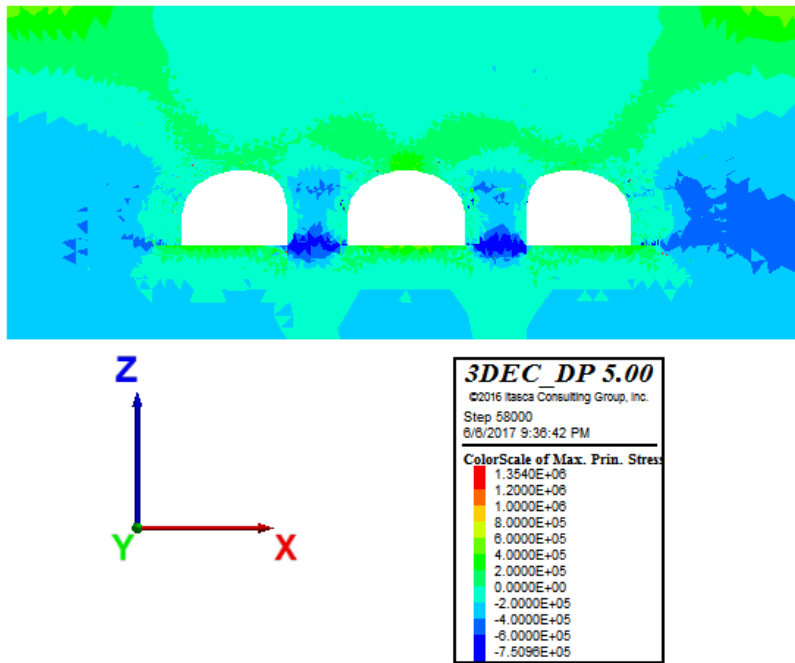 Z
Y
X
3DEC_DP 5.00
©2016 Itasca Consulting Group, Inc.
Step 58000
6/6/2017 9:36:42 PM
ColorScale of Max. Prin. Stress
1.3540E+06
1.2000E+06
1.0000E+06
8.0000E+05
6.0000E+05
4.0000E+05
2.0000E+05
0.0000E+00
-2.0000E+05
-4.0000E+05
-6.0000E+05
-7.5096E+05